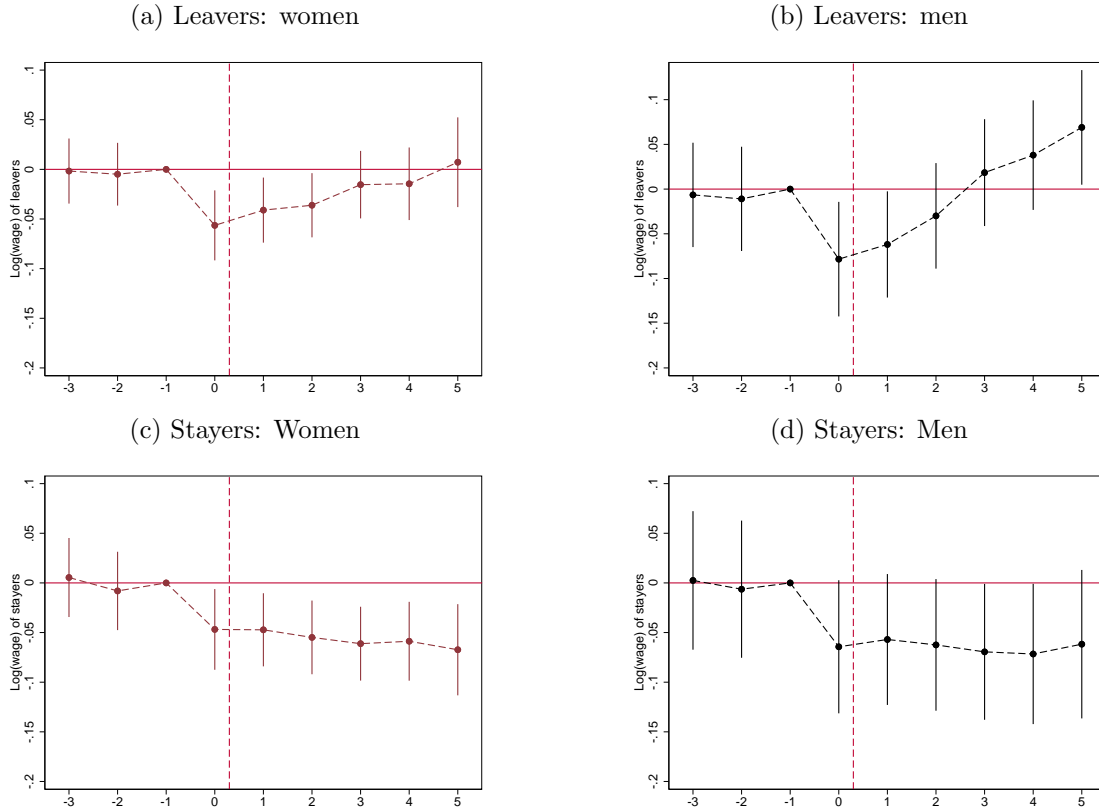 (a) Leavers: women
Log(wage) of leavers
.1
.05
0
-.05
-.1
-.15
-.2
-3 -2 -1 0 1 2 3 4 5
(b) Leavers: men
Log(wage) of leavers
.1
.05
0
-.05
-.1
-.15
-.2
-3 -2 -1 0 1 2 3 4 5
(c) Stayers: Women
Log(wage) of stayers
.1
.05
0
-.05
-.1
-.15
-.2
-3 -2 -1 0 1 2 3 4 5
(d) Stayers: Men
Log(wage) of stayers
.1
.05
0
-.05
-.1
-.15
-.2
-3 -2 -1 0 1 2 3 4 5